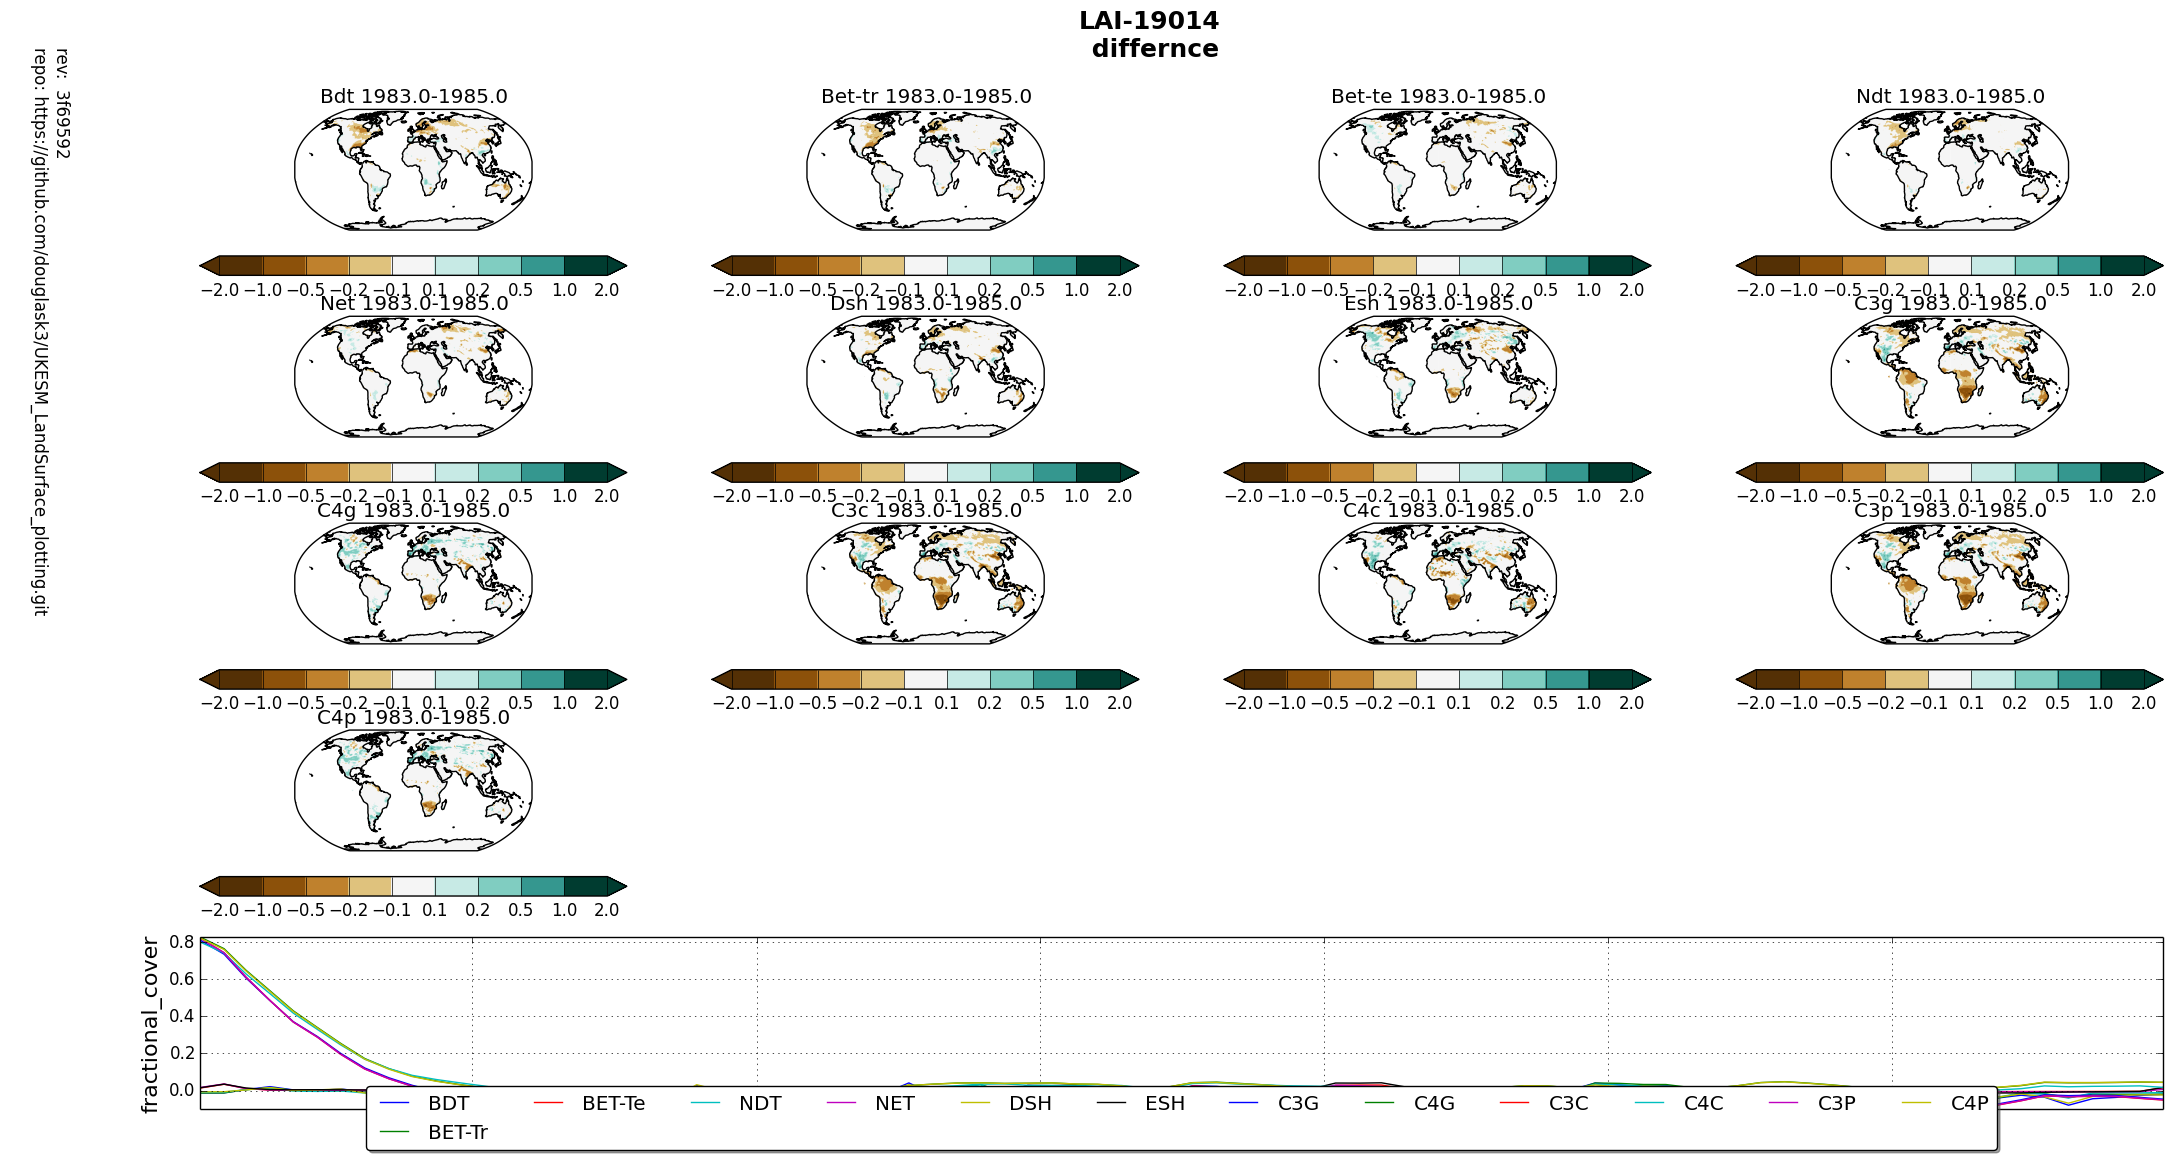 LAI-19014
differnce
rev: 3f69592
repo: https://github.com/douglask3/UKESM_LandSurface_plotting.git
Bdt 1983.0-1985.0
Bet-tr 1983.0-1985.0
Bet-te 1983.0-1985.0
Ndt 1983.0-1985.0
−2.0 −1.0 −0.5 −0.2 −0.1 0.1 0.2 0.5 1.0 2.0
−2.0 −1.0 −0.5 −0.2 −0.1 0.1 0.2 0.5 1.0 2.0
−2.0 −1.0 −0.5 −0.2 −0.1 0.1 0.2 0.5 1.0 2.0
−2.0 −1.0 −0.5 −0.2 −0.1 0.1 0.2 0.5 1.0 2.0
Net 1983.0-1985.0
Dsh 1983.0-1985.0
Esh 1983.0-1985.0
C3g 1983.0-1985.0
−2.0 −1.0 −0.5 −0.2 −0.1 0.1 0.2 0.5 1.0 2.0
−2.0 −1.0 −0.5 −0.2 −0.1 0.1 0.2 0.5 1.0 2.0
−2.0 −1.0 −0.5 −0.2 −0.1 0.1 0.2 0.5 1.0 2.0
−2.0 −1.0 −0.5 −0.2 −0.1 0.1 0.2 0.5 1.0 2.0
C4g 1983.0-1985.0
C3c 1983.0-1985.0
C4c 1983.0-1985.0
C3p 1983.0-1985.0
−2.0 −1.0 −0.5 −0.2 −0.1 0.1 0.2 0.5 1.0 2.0
−2.0 −1.0 −0.5 −0.2 −0.1 0.1 0.2 0.5 1.0 2.0
−2.0 −1.0 −0.5 −0.2 −0.1 0.1 0.2 0.5 1.0 2.0
−2.0 −1.0 −0.5 −0.2 −0.1 0.1 0.2 0.5 1.0 2.0
C4p 1983.0-1985.0
−2.0 −1.0 −0.5 −0.2 −0.1 0.1 0.2 0.5 1.0 2.0
fractional_cover
0.8
0.6
0.4
0.2
0.0
BDT BET-Te NDT NET DSH ESH C3G C4G C3C C4C C3P C4P
BET-Tr